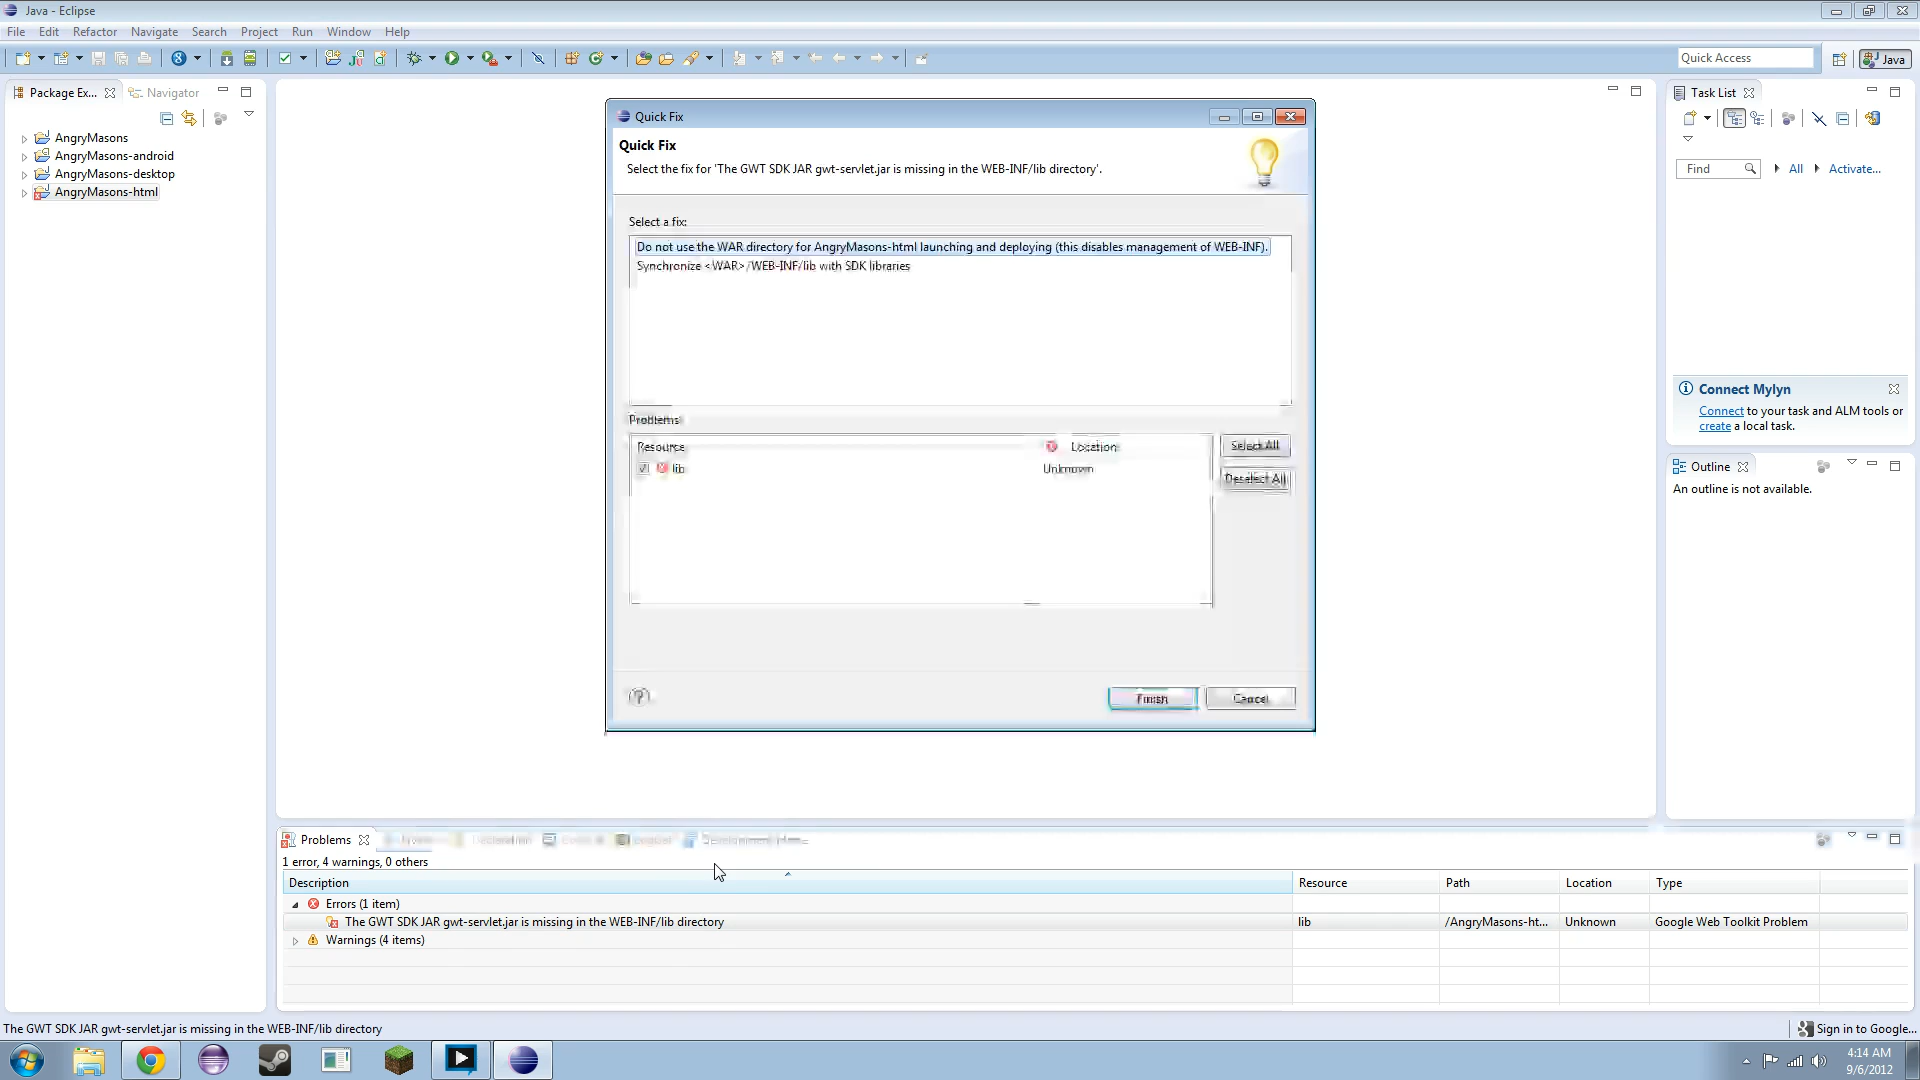 Java - Eclipse
File Edit Refactor Navigate Search Project Run Window Help
Quick Access
Java
Package Ex...
Navigator
AngryMasons
AngryMasons-android
AngryMasons-desktop
AngryMasons-html
Quick Fix
Quick Fix
Select the fix for 'The GWT SDK JAR gwt-servlet.jar is missing in the WEB-INF/lib directory'.
Select a fix:
Do not use the WAR directory for AngryMasons-html launching and deploying (this disables management of WEB-INF).
Synchronize <WAR>/WEB-INF/lib with SDK libraries
Problems
Resource Location
lib Unknown
Select All
Deselect All
Finish Cancel
Task List
Find All Activate...
Connect Mylyn
Connect to your task and ALM tools or
create a local task.
Outline
An outline is not available.
Problems Declaration
1 error, 4 warnings, 0 others
Description Resource Path Location Type
Errors (1 item)
The GWT SDK JAR gwt-servlet.jar is missing in the WEB-INF/lib directory lib /AngryMasons-ht... Unknown Google Web Toolkit Problem
Warnings (4 items)
The GWT SDK JAR gwt-servlet.jar is missing in the WEB-INF/lib directory
Sign in to Google...
4:14 AM
9/6/2012